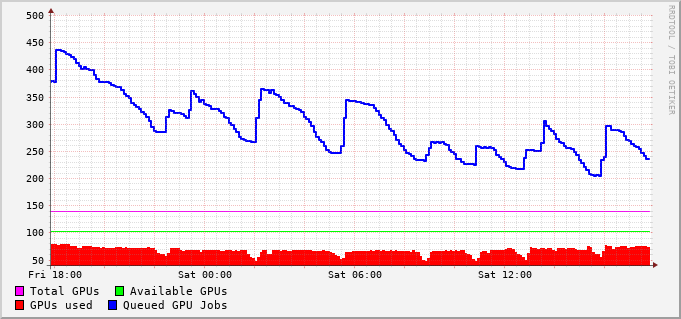 500
450
400
350
300
250
200
150
100
50
Fri 18:00 Sat 00:00 Sat 06:00 Sat 12:00
Total GPUs Available GPUs
GPUs used Queued GPU Jobs
RRDTOOL / TOBI OETIKER